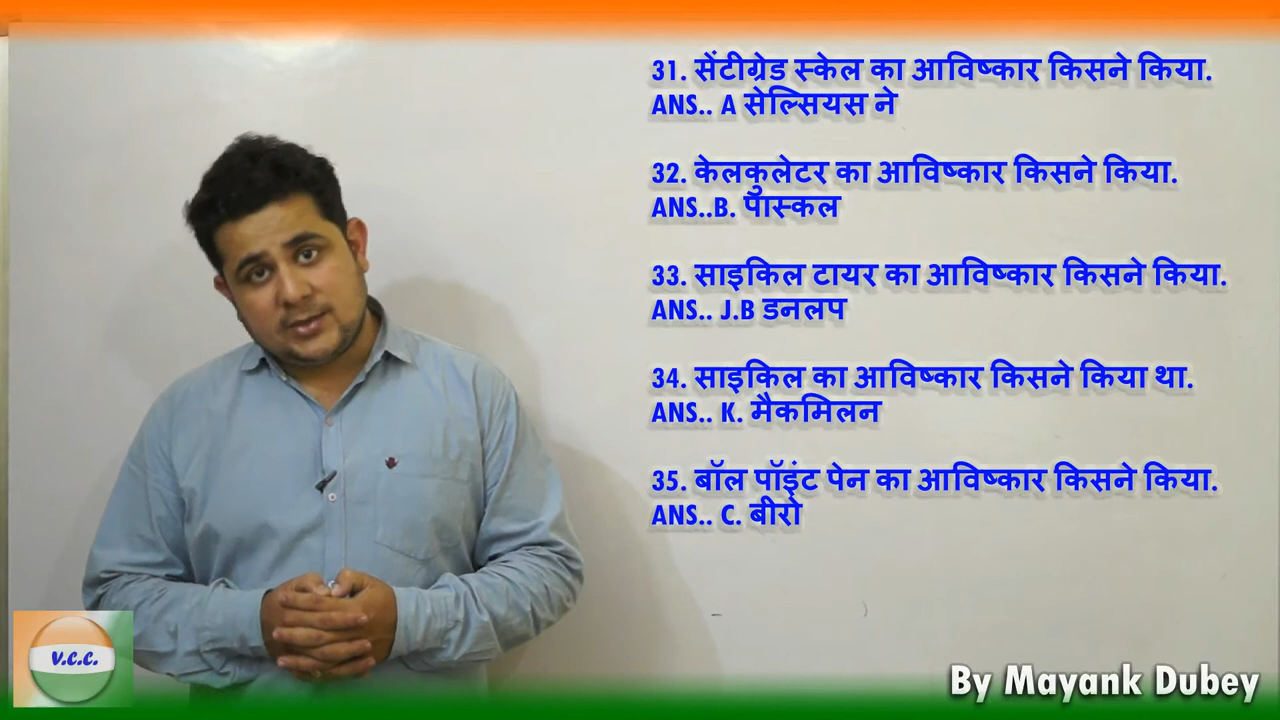 31. सेंटीग्रेड स्केल का आविष्कार किसने किया.
ANS.. A सेल्सियस ने
32. केलकुलेटर का आविष्कार किसने किया.
ANS..B. पास्कल
33. साइकिल टायर का आविष्कार किसने किया.
ANS.. J.B डनलप
34. साइकिल का आविष्कार किसने किया था.
ANS.. K. मैकमिलन
35. बॉल पॉइंट पेन का आविष्कार किसने किया.
ANS.. C. बीरो
V.C.C.
By Mayank Dubey